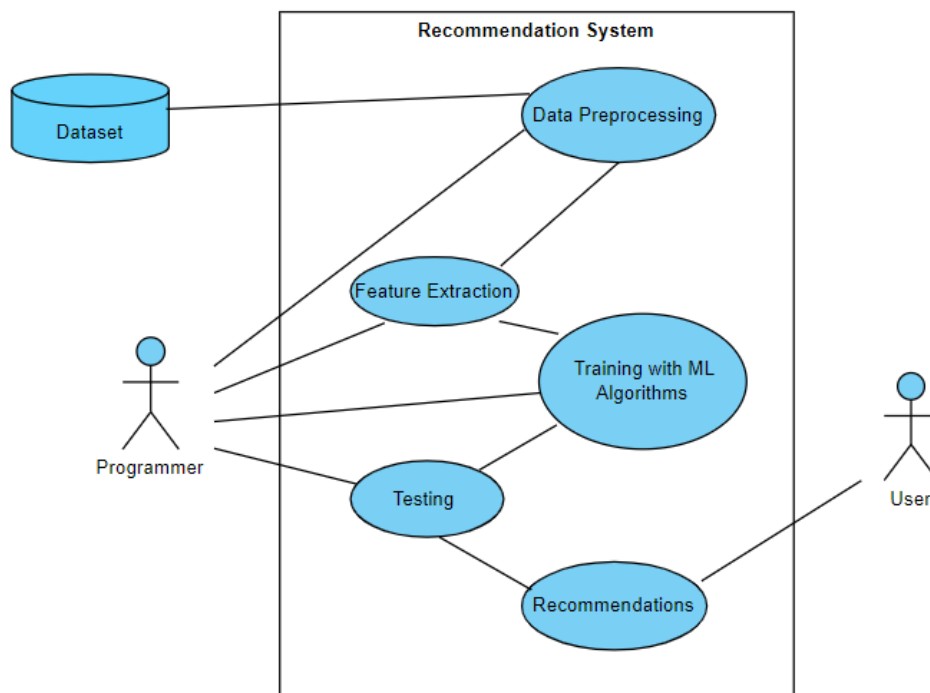 Recommendation System
Dataset
Data Preprocessing
Feature Extraction
Training with ML
Algorithms
Programmer
User
Testing
Recommendations